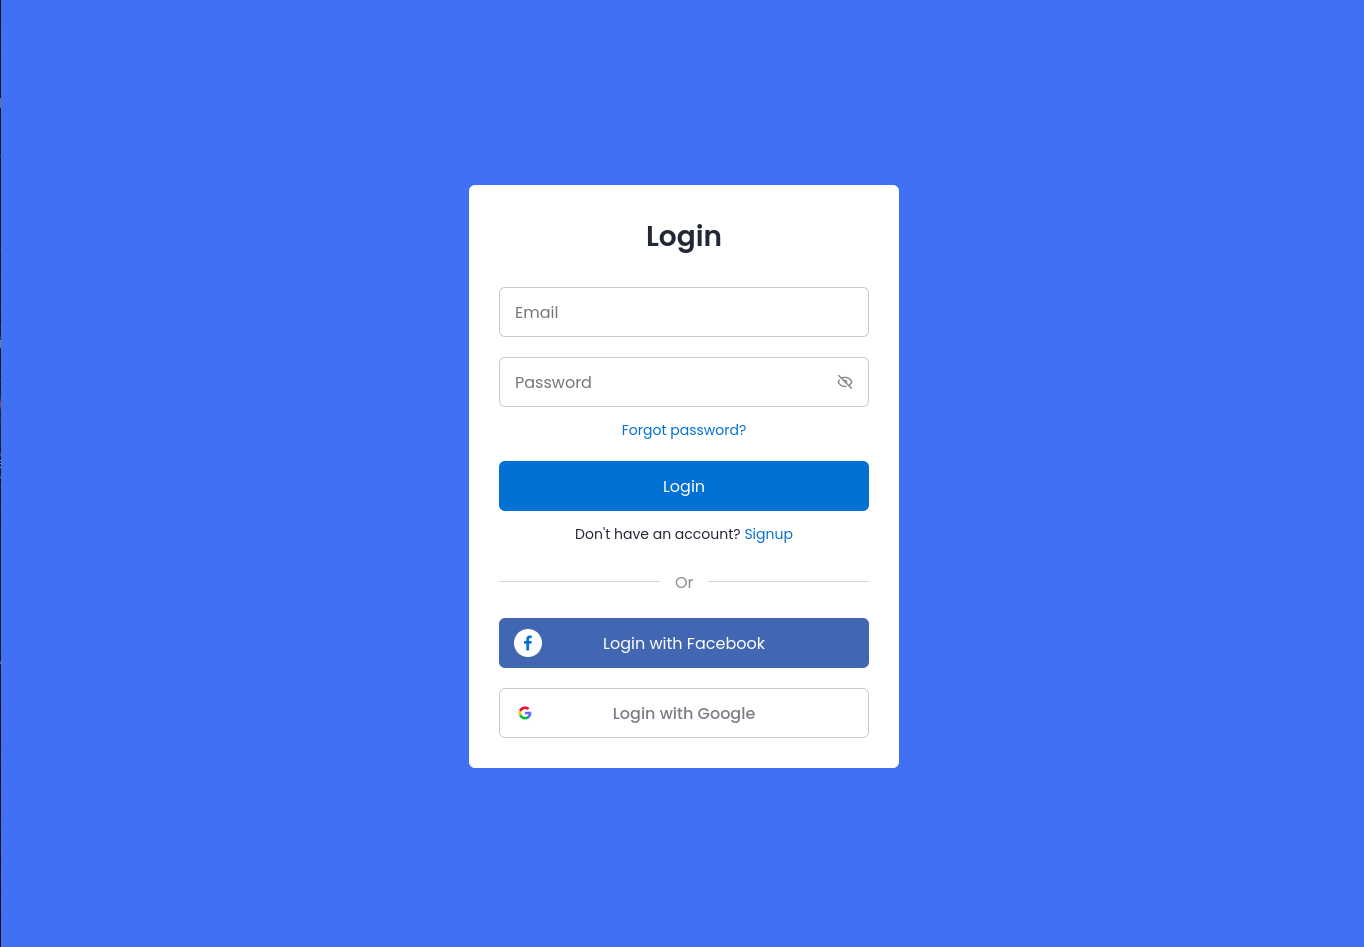 Login
Email
Password
Forgot password?
Login
Don't have an account? Signup
Or
Login with Facebook
Login with Google